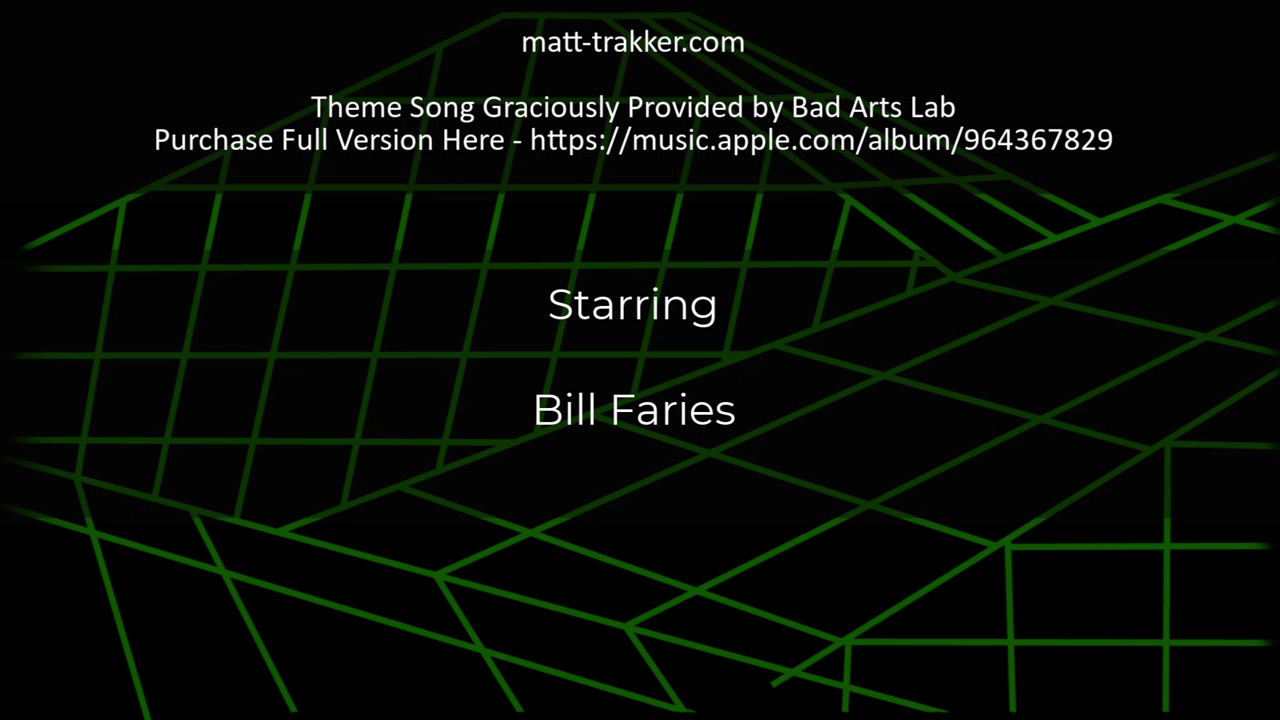 matt-trakker.com
Theme Song Graciously Provided by Bad Arts Lab
Purchase Full Version Here - https://music.apple.com/album/964367829
Starring
Bill Faries